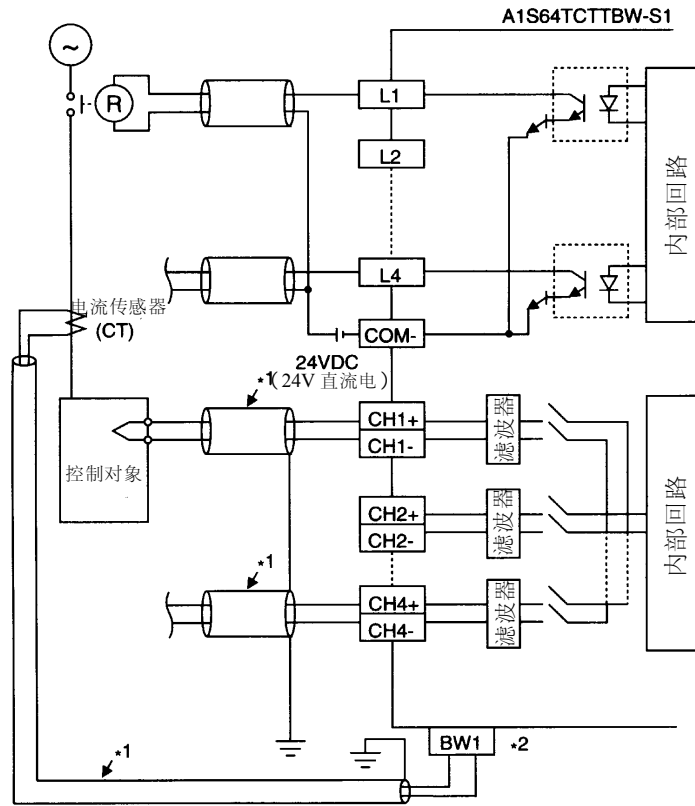 A1S64TCTTBW-S1
~
R
L1
L2
内部回路
L4
电流传感器
(CT)
COM-
24VDC
*1
(24V 直流电)
CH1+
CH1-
滤波器
控制对象
CH2+
CH2-
滤波器
内部回路
*1
CH4+
CH4-
滤波器
BW1
*2
*1